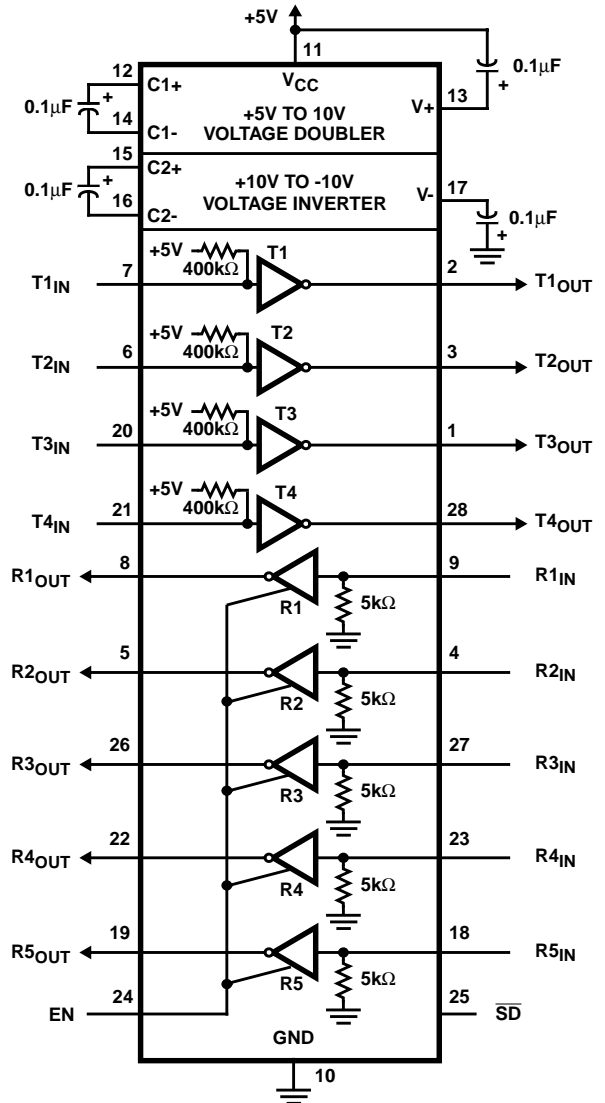 +5V
11
12
C1+
VCC
0.1µF
+
+
0.1µF
13
V+
14
C1-
+5V TO 10V
VOLTAGE DOUBLER
15
C2+
0.1µF
+
+10V TO -10V
VOLTAGE INVERTER
17
V-
16
C2-
0.1µF
+
+5V
400kΩ
T1
T1IN
7
2
T1OUT
+5V
400kΩ
T2
T2IN
6
3
T2OUT
+5V
400kΩ
T3
T3IN
20
1
T3OUT
+5V
400kΩ
T4
T4IN
21
28
T4OUT
R1OUT
8
9
R1IN
R1
5kΩ
R2OUT
5
4
R2IN
R2
5kΩ
R3OUT
26
27
R3IN
R3
5kΩ
R4OUT
22
23
R4IN
R4
5kΩ
R5OUT
19
18
R5IN
R5
5kΩ
EN
24
25
SD
GND
10